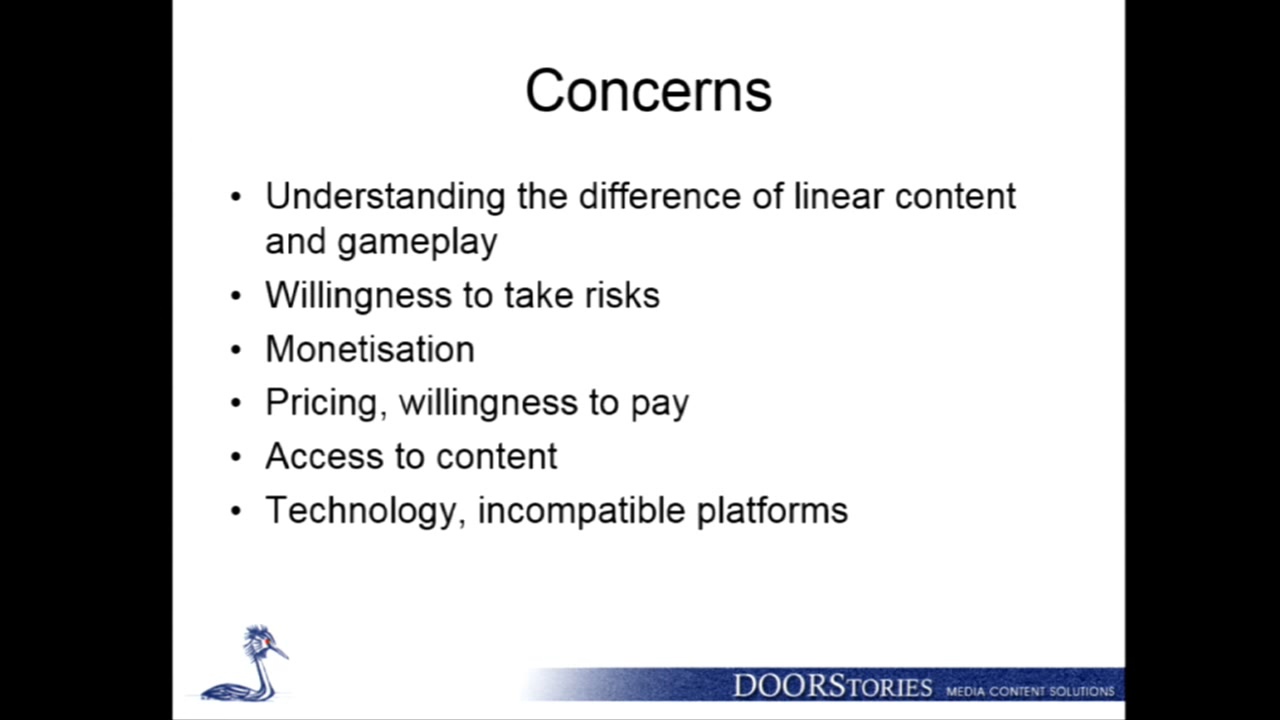 Concerns
• Understanding the difference of linear content
and gameplay
• Willingness to take risks
• Monetisation
• Pricing, willingness to pay
• Access to content
• Technology, incompatible platforms
DOORSTORIES MEDIA CONTENT SOLUTIONS